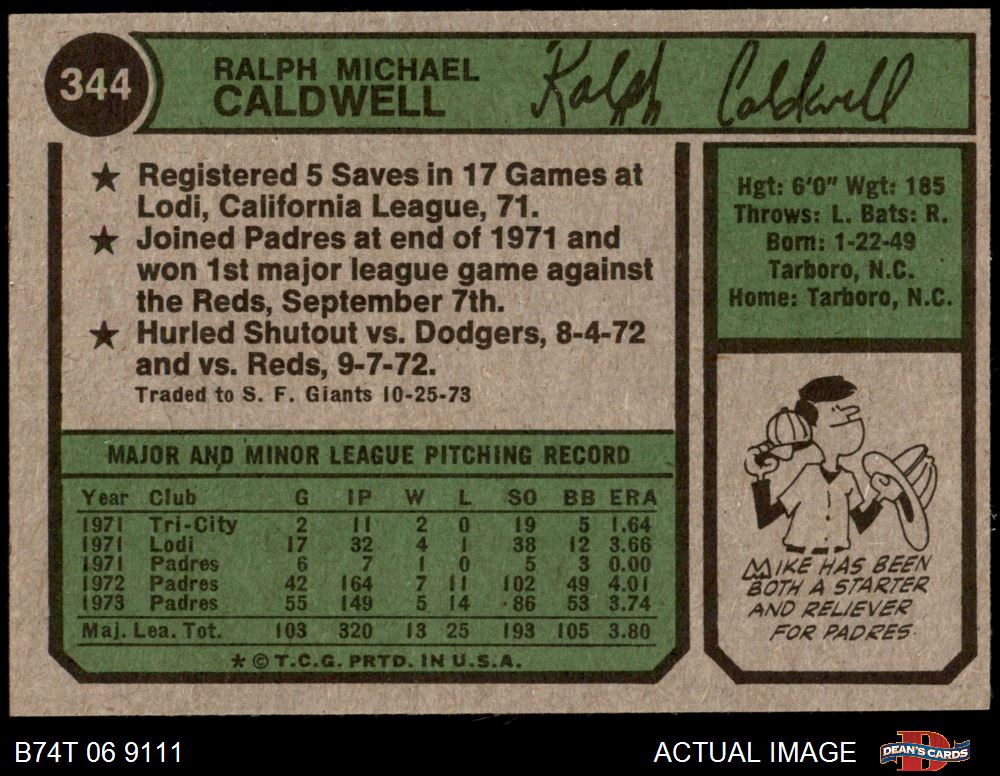 344
RALPH MICHAEL
CALDWELL
Ralph Caldwell
★ Registered 5 Saves in 17 Games at
Lodi, California League, 71.
★ Joined Padres at end of 1971 and
won 1st major league game against
the Reds, September 7th.
★ Hurled Shutout vs. Dodgers, 8-4-72
and vs. Reds, 9-7-72.
Traded to S. F. Giants 10-25-73
Hgt: 6'0" Wgt: 185
Throws: L. Bats: R.
Born: 1-22-49
Tarboro, N.C.
Home: Tarboro, N.C.
MAJOR AND MINOR LEAGUE PITCHING RECORD
Year Club G IP W L SO BB ERA
1971 Tri-City 2 11 2 0 19 5 1.64
1971 Lodi 17 32 4 1 38 12 3.66
1971 Padres 6 7 1 0 5 3 0.00
1972 Padres 42 164 7 11 102 49 4.01
1973 Padres 55 149 5 14 86 53 3.74
Maj. Lea. Tot. 103 320 13 25 193 105 3.80
★ © T.C.G. PRTD. IN U.S.A.
MIKE HAS BEEN
BOTH A STARTER
AND RELIEVER
FOR PADRES.
B74T 06 9111
ACTUAL IMAGE
DEAN'S CARDS